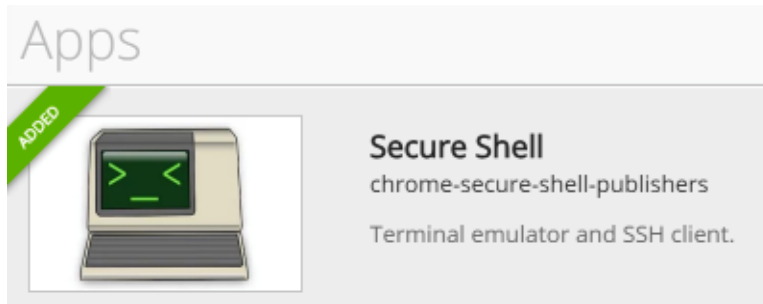 Apps
ADDED
>_<
Secure Shell
chrome-secure-shell-publishers
Terminal emulator and SSH client.